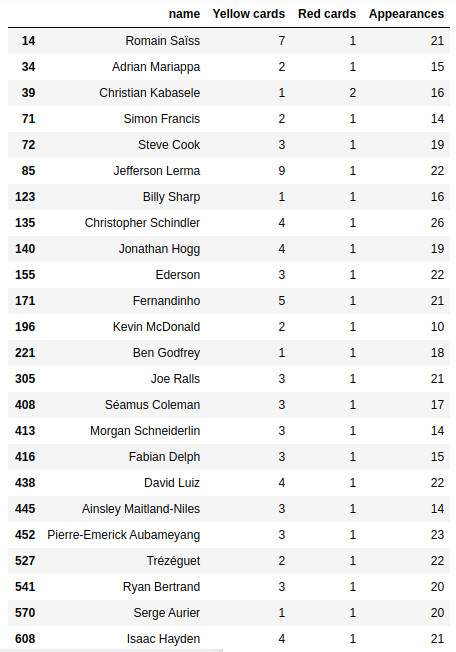 name Yellow cards Red cards Appearances
14 Romain Saïss 7 1 21
34 Adrian Mariappa 2 1 15
39 Christian Kabasele 1 2 16
71 Simon Francis 2 1 14
72 Steve Cook 3 1 19
85 Jefferson Lerma 9 1 22
123 Billy Sharp 1 1 16
135 Christopher Schindler 4 1 26
140 Jonathan Hogg 4 1 19
155 Ederson 3 1 22
171 Fernandinho 5 1 21
196 Kevin McDonald 2 1 10
221 Ben Godfrey 1 1 18
305 Joe Ralls 3 1 21
408 Séamus Coleman 3 1 17
413 Morgan Schneiderlin 3 1 14
416 Fabian Delph 3 1 15
438 David Luiz 4 1 22
445 Ainsley Maitland-Niles 3 1 14
452 Pierre-Emerick Aubameyang 3 1 23
527 Trézéguet 2 1 22
541 Ryan Bertrand 3 1 20
570 Serge Aurier 1 1 20
608 Isaac Hayden 4 1 21